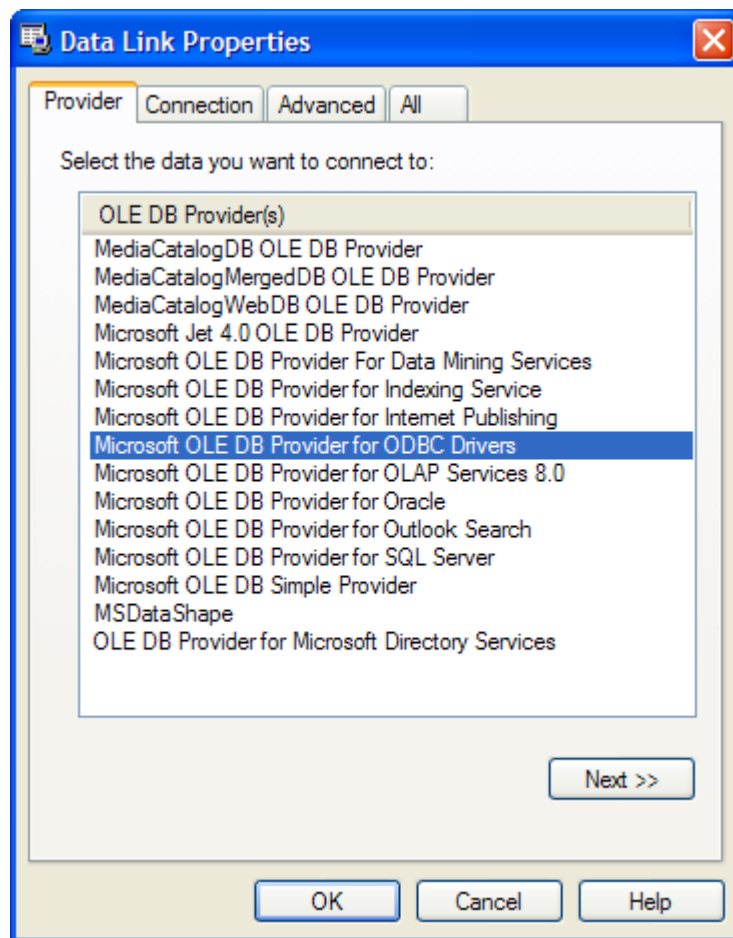 Data Link Properties
Provider Connection Advanced All
Select the data you want to connect to:
OLE DB Provider(s)
MediaCatalogDB OLE DB Provider
MediaCatalogMergedDB OLE DB Provider
MediaCatalogWebDB OLE DB Provider
Microsoft Jet 4.0 OLE DB Provider
Microsoft OLE DB Provider For Data Mining Services
Microsoft OLE DB Provider for Indexing Service
Microsoft OLE DB Provider for Internet Publishing
Microsoft OLE DB Provider for ODBC Drivers
Microsoft OLE DB Provider for OLAP Services 8.0
Microsoft OLE DB Provider for Oracle
Microsoft OLE DB Provider for Outlook Search
Microsoft OLE DB Provider for SQL Server
Microsoft OLE DB Simple Provider
MSDataShape
OLE DB Provider for Microsoft Directory Services
Next >>
OK Cancel Help